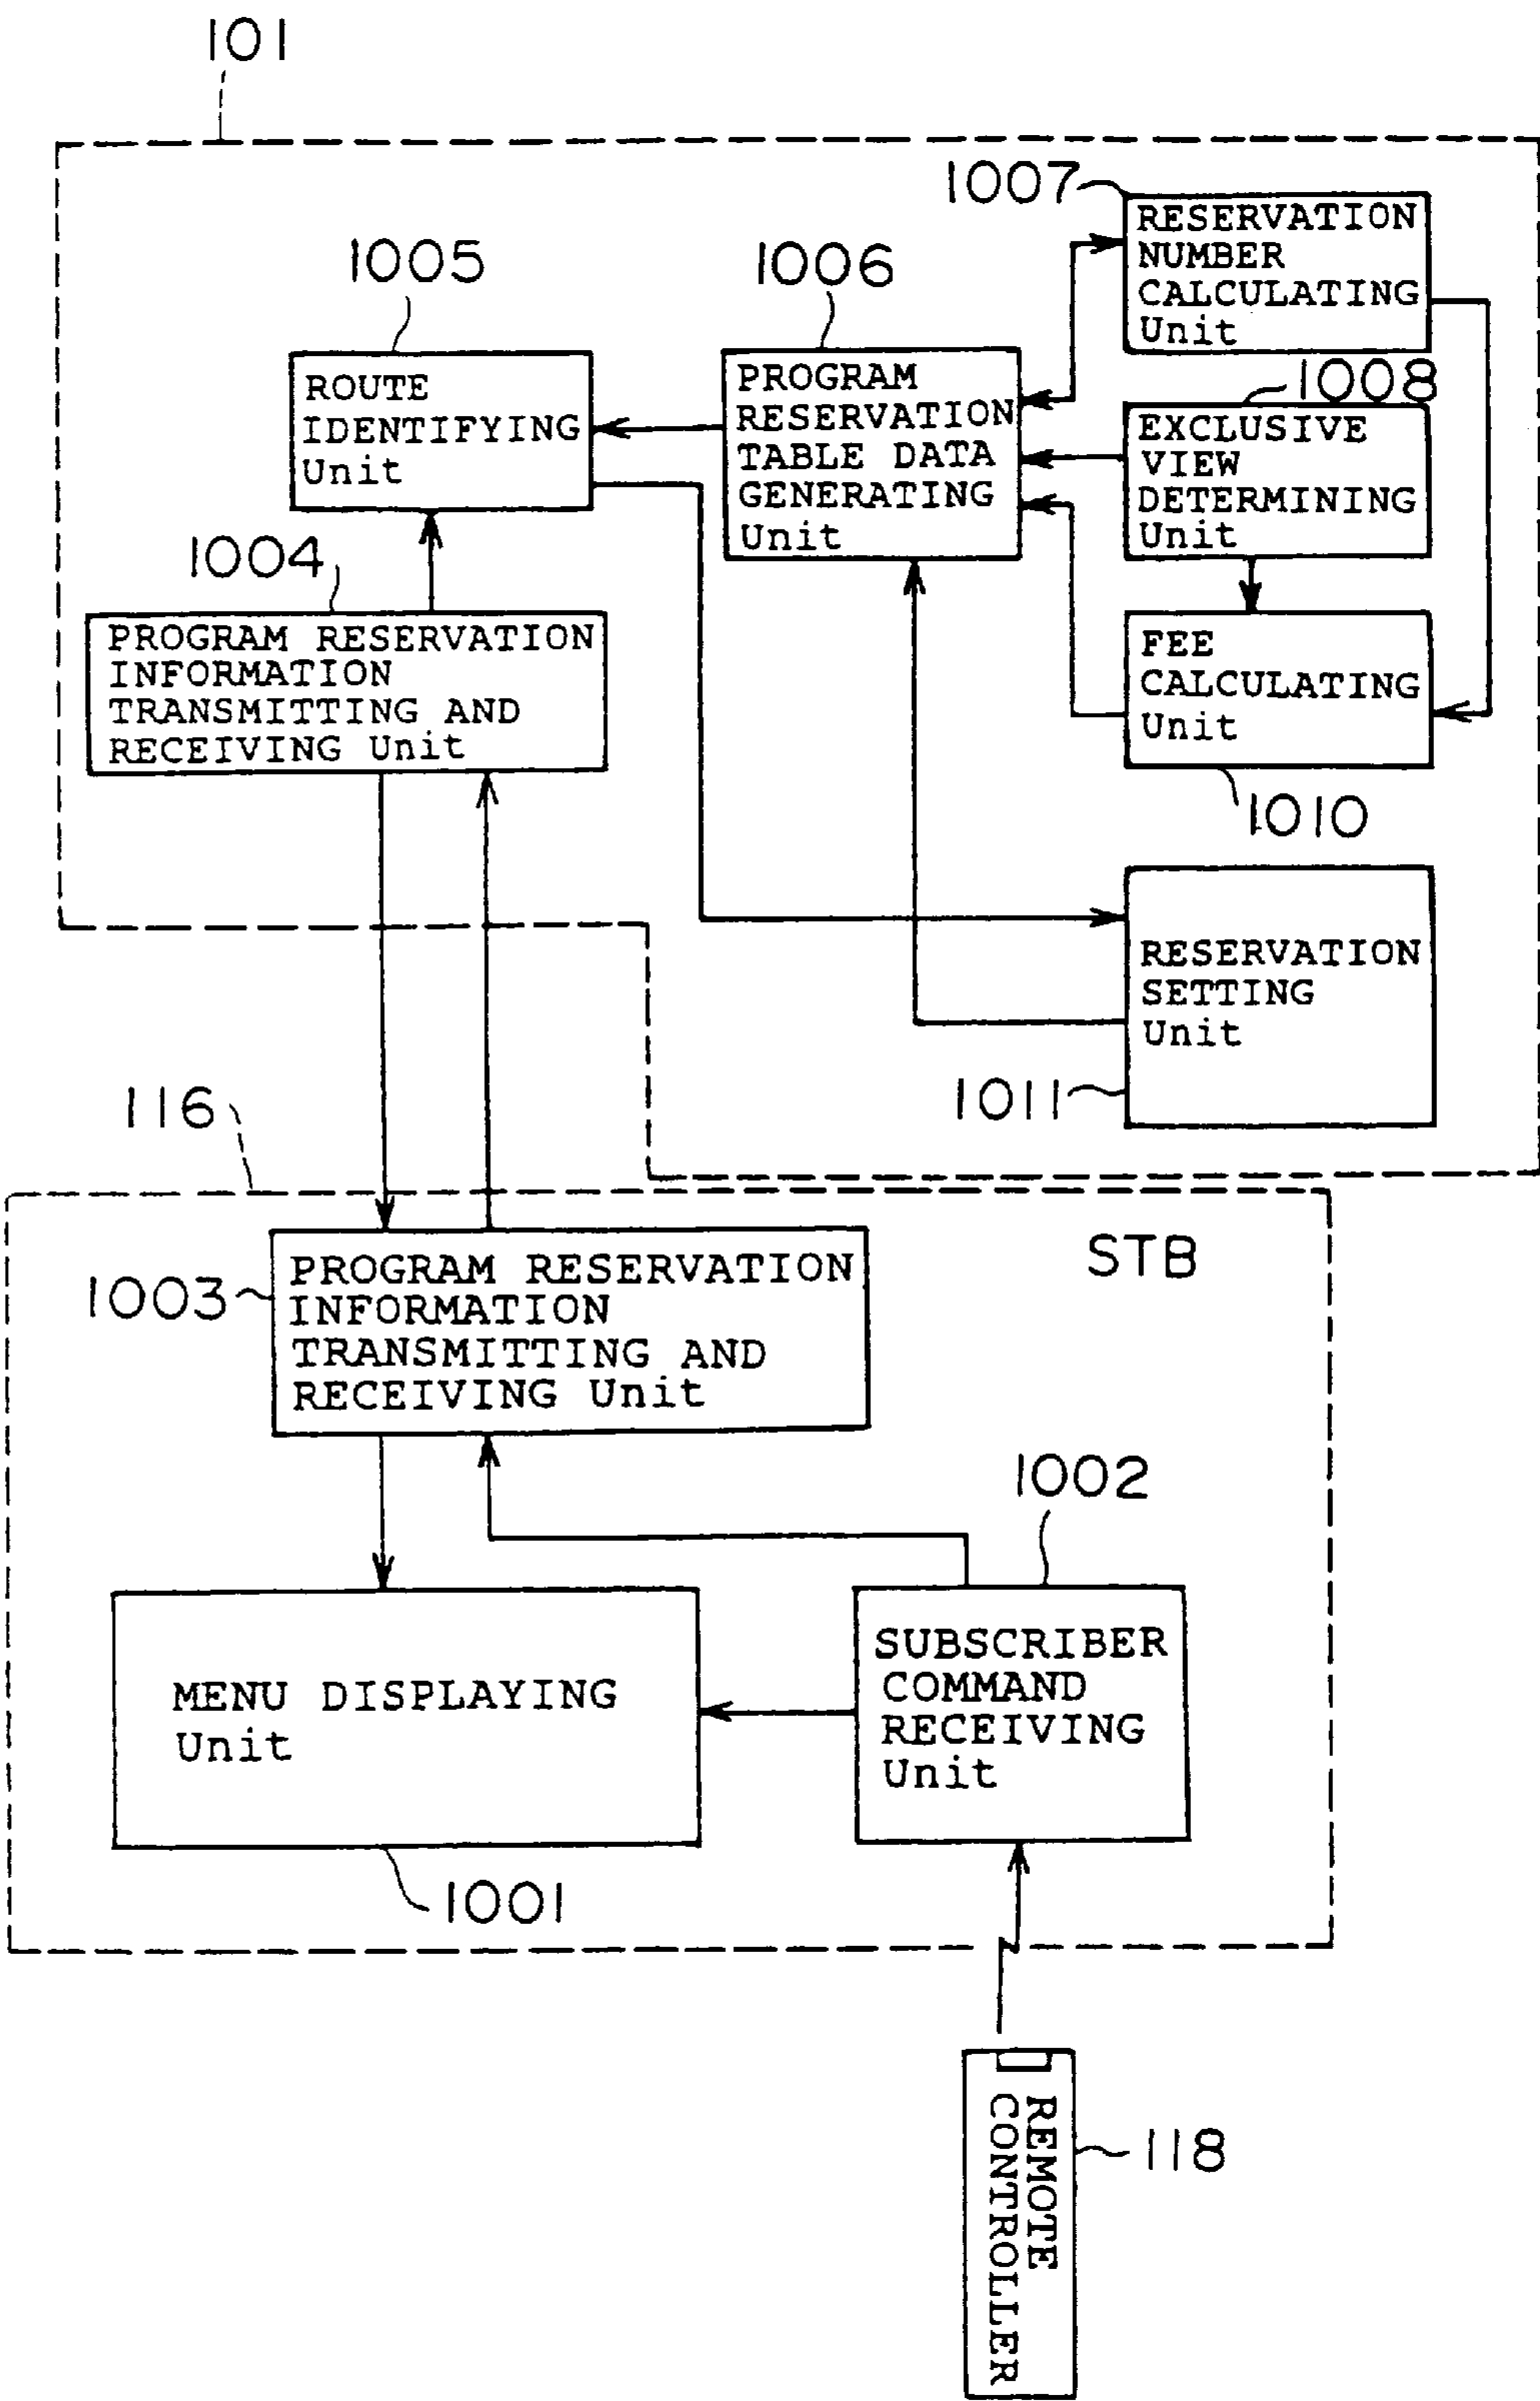 101
1007
RESERVATION
NUMBER
CALCULATING
Unit
1005
1006
ROUTE
IDENTIFYING
Unit
PROGRAM
RESERVATION
TABLE DATA
GENERATING
Unit
1008
EXCLUSIVE
VIEW
DETERMINING
Unit
1004
PROGRAM RESERVATION
INFORMATION
TRANSMITTING AND
RECEIVING Unit
FEE
CALCULATING
Unit
1010
RESERVATION
SETTING
Unit
1011
116
STB
1003
PROGRAM RESERVATION
INFORMATION
TRANSMITTING AND
RECEIVING Unit
1002
MENU DISPLAYING
Unit
SUBSCRIBER
COMMAND
RECEIVING
Unit
1001
REMOTE
CONTROLLER
118